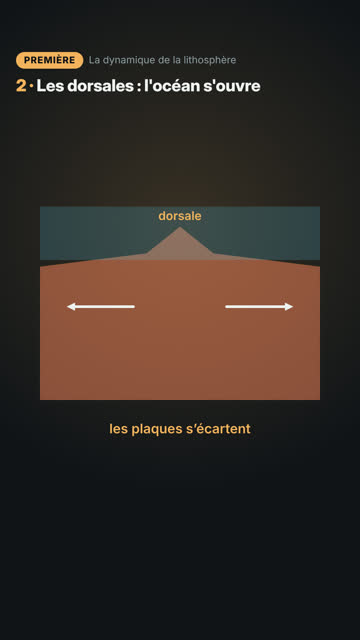 PREMIÈRE La dynamique de la lithosphère
2 · Les dorsales : l'océan s'ouvre
dorsale
les plaques s’écartent